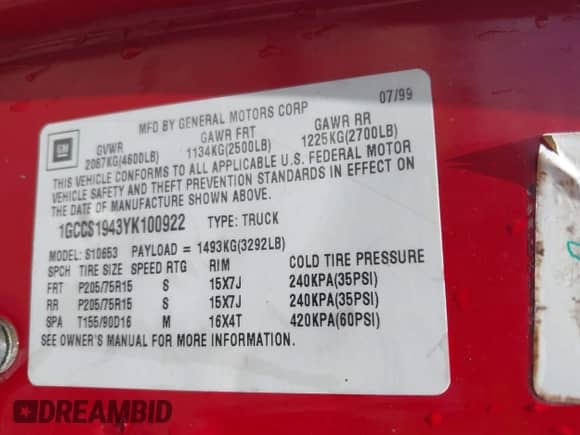 07/99
MFD BY GENERAL MOTORS CORP
GM
GVWR GAWR FRT GAWR RR
2087KG(4600LB) 1134KG(2500LB) 1225KG(2700LB)
THIS VEHICLE CONFORMS TO ALL APPLICABLE U.S. FEDERAL MOTOR
VEHICLE SAFETY AND THEFT PREVENTION STANDARDS IN EFFECT ON
THE DATE OF MANUFACTURE SHOWN ABOVE.
1GCCS1943YK100922 TYPE: TRUCK
MODEL: S10653 PAYLOAD = 1493KG(3292LB)
SPCH TIRE SIZE SPEED RTG RIM COLD TIRE PRESSURE
FRT P205/75R15 S 15X7J 240KPA(35PSI)
RR P205/75R15 S 15X7J 240KPA(35PSI)
SPA T155/90D16 M 16X4T 420KPA(60PSI)
SEE OWNER'S MANUAL FOR MORE INFORMATION.
DREAMBID